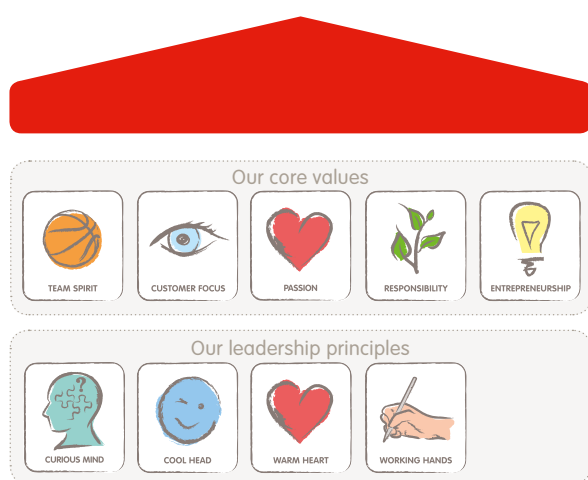 Our core values
TEAM SPIRIT
CUSTOMER FOCUS
PASSION
RESPONSIBILITY
ENTREPRENEURSHIP
Our leadership principles
?
CURIOUS MIND
COOL HEAD
WARM HEART
WORKING HANDS